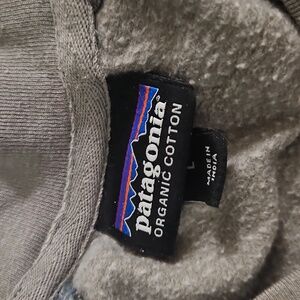 patagonia®
ORGANIC COTTON
L
MADE IN
INDIA